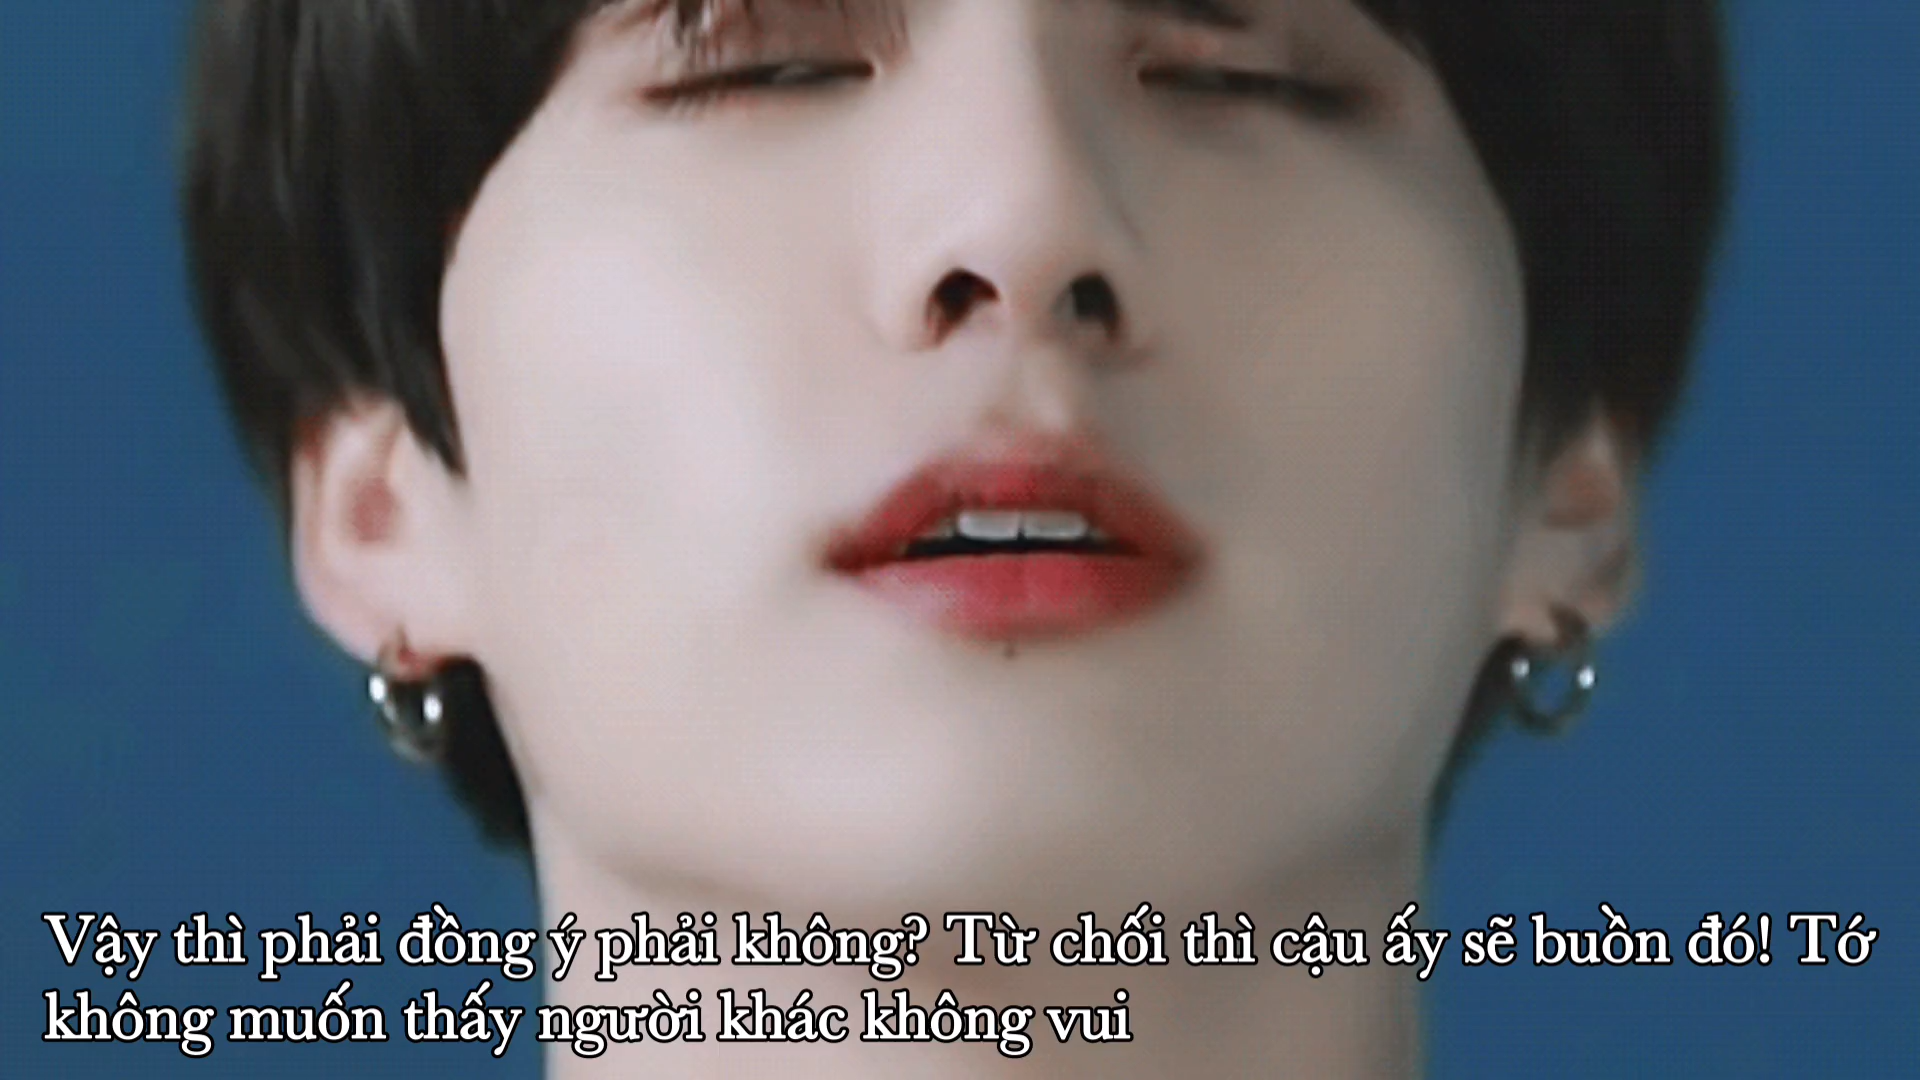 Vậy thì phải đồng ý phải không? Từ chối thì cậu ấy sẽ buồn đó! Tớ
không muốn thấy người khác không vui